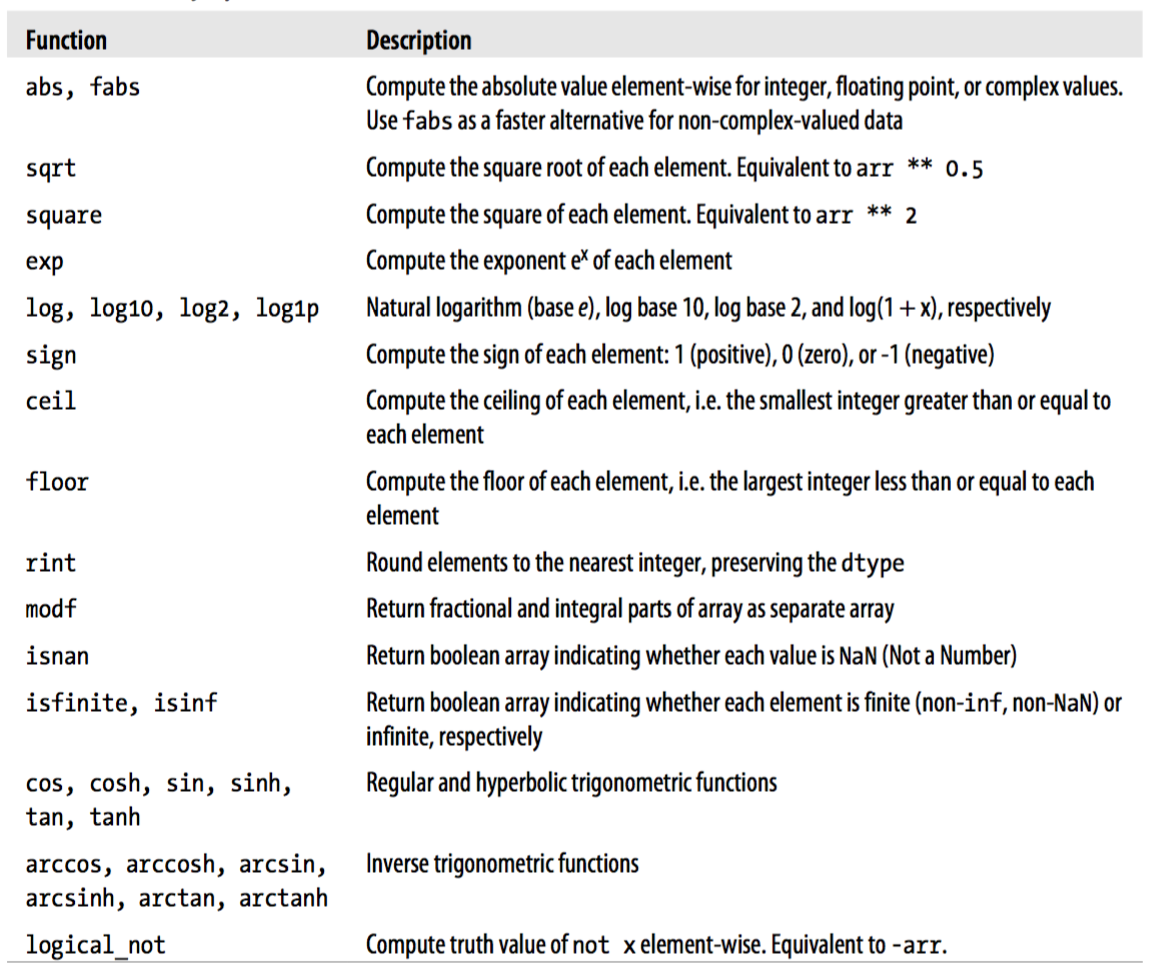 Function Description
abs, fabs Compute the absolute value element-wise for integer, floating point, or complex values.
Use fabs as a faster alternative for non-complex-valued data
sqrt Compute the square root of each element. Equivalent to arr ** 0.5
square Compute the square of each element. Equivalent to arr ** 2
exp Compute the exponent eˣ of each element
log, log10, log2, log1p Natural logarithm (base e), log base 10, log base 2, and log(1 + x), respectively
sign Compute the sign of each element: 1 (positive), 0 (zero), or -1 (negative)
ceil Compute the ceiling of each element, i.e. the smallest integer greater than or equal to
each element
floor Compute the floor of each element, i.e. the largest integer less than or equal to each
element
rint Round elements to the nearest integer, preserving the dtype
modf Return fractional and integral parts of array as separate array
isnan Return boolean array indicating whether each value is NaN (Not a Number)
isfinite, isinf Return boolean array indicating whether each element is finite (non-inf, non-NaN) or
infinite, respectively
cos, cosh, sin, sinh, Regular and hyperbolic trigonometric functions
tan, tanh
arccos, arccosh, arcsin, Inverse trigonometric functions
arcsinh, arctan, arctanh
logical_not Compute truth value of not x element-wise. Equivalent to -arr.